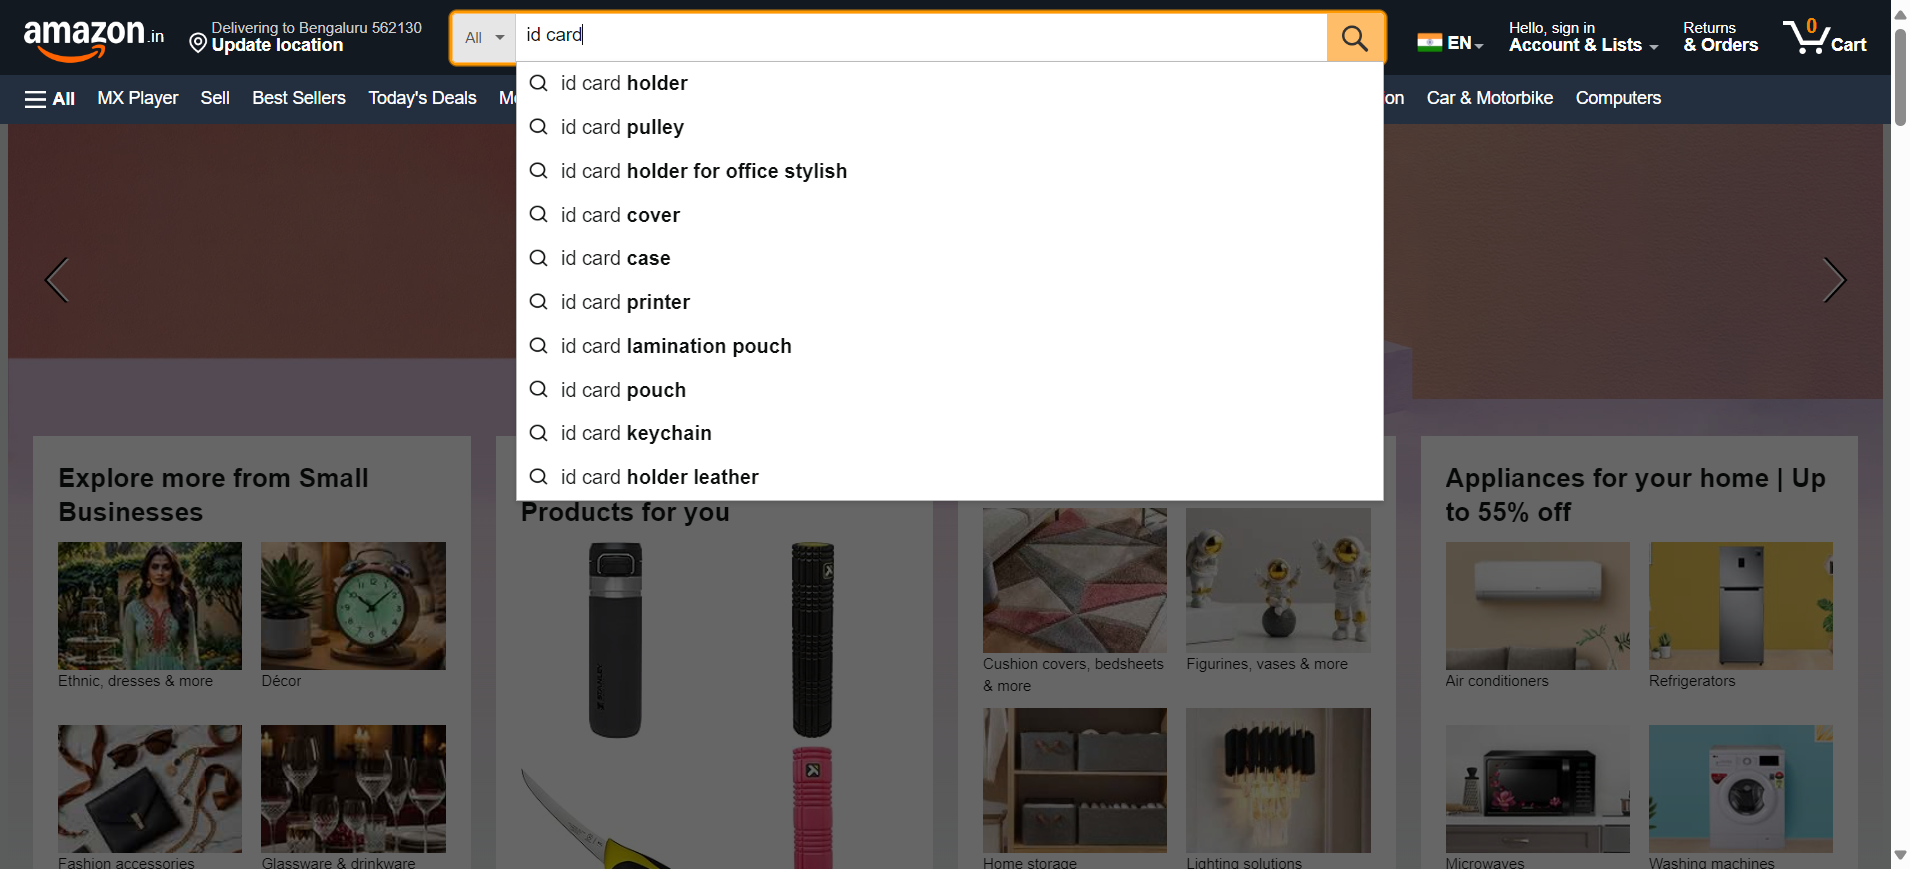 amazon.in
Delivering to Bengaluru 562130
Update location
All
id card
EN
Hello, sign in
Account & Lists
Returns
& Orders
0
Cart
All
MX Player
Sell
Best Sellers
Today's Deals
Car & Motorbike
Computers
id card holder
id card pulley
id card holder for office stylish
id card cover
id card case
id card printer
id card lamination pouch
id card pouch
id card keychain
id card holder leather
Explore more from Small
Businesses
Ethnic, dresses & more
Décor
Fashion accessories
Glassware & drinkware
Products for you
STANLEY
Cushion covers, bedsheets
& more
Figurines, vases & more
Home storage
Lighting solutions
Appliances for your home | Up
to 55% off
Air conditioners
Refrigerators
Microwaves
Washing machines